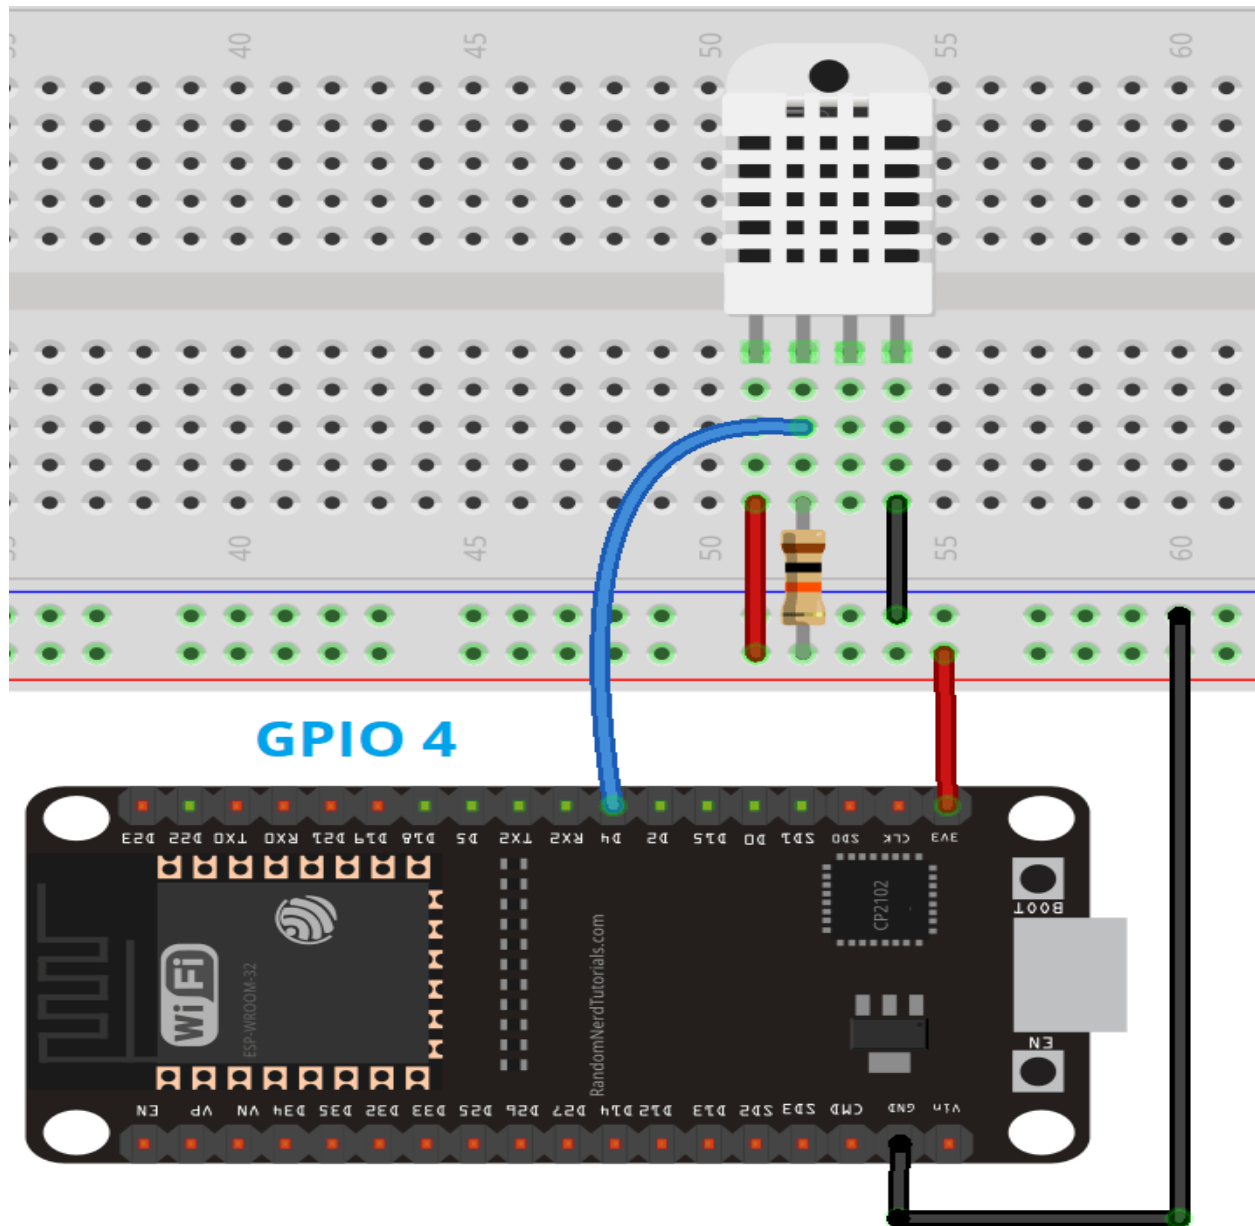 40 45 50 55 60
40 45 50 55 60
GPIO 4
D23 D22 TX0 RX0 D21 D19 D18 D5 TX2 RX2 D4 D2 D15 D0 SD1 SD0 CLK 3V3
BOOT
CP2102
WiFi
ESP-WROOM-32
RandomNerdTutorials.com
EN
EN VP VN D34 D35 D32 D33 D25 D26 D27 D14 D12 D13 SD2 SD3 CMD GND Vin